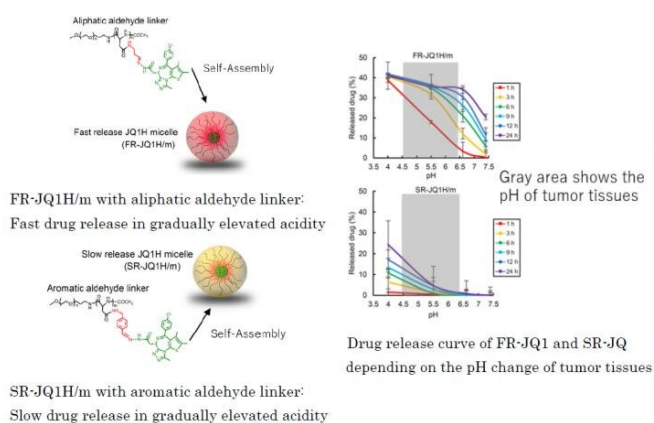 Aliphatic aldehyde linker
Self-Assembly
Fast release JQ1H micelle
(FR-JQ1H/m)
FR-JQ1H/m with aliphatic aldehyde linker:
Fast drug release in gradually elevated acidity
Slow release JQ1H micelle
(SR-JQ1H/m)
Aromatic aldehyde linker
Self-Assembly
SR-JQ1H/m with aromatic aldehyde linker:
Slow drug release in gradually elevated acidity
FR-JQ1H/m
Released drug (%)
50
40
30
20
10
0
3.5 4 4.5 5 5.5 6 6.5 7 7.5
pH
1 h
3 h
6 h
9 h
12 h
24 h
Gray area shows the
pH of tumor tissues
SR-JQ1H/m
Released drug (%)
50
40
30
20
10
0
3.5 4 4.5 5 5.5 6 6.5 7 7.5
pH
1 h
3 h
6 h
9 h
12 h
24 h
Drug release curve of FR-JQ1 and SR-JQ
depending on the pH change of tumor tissues